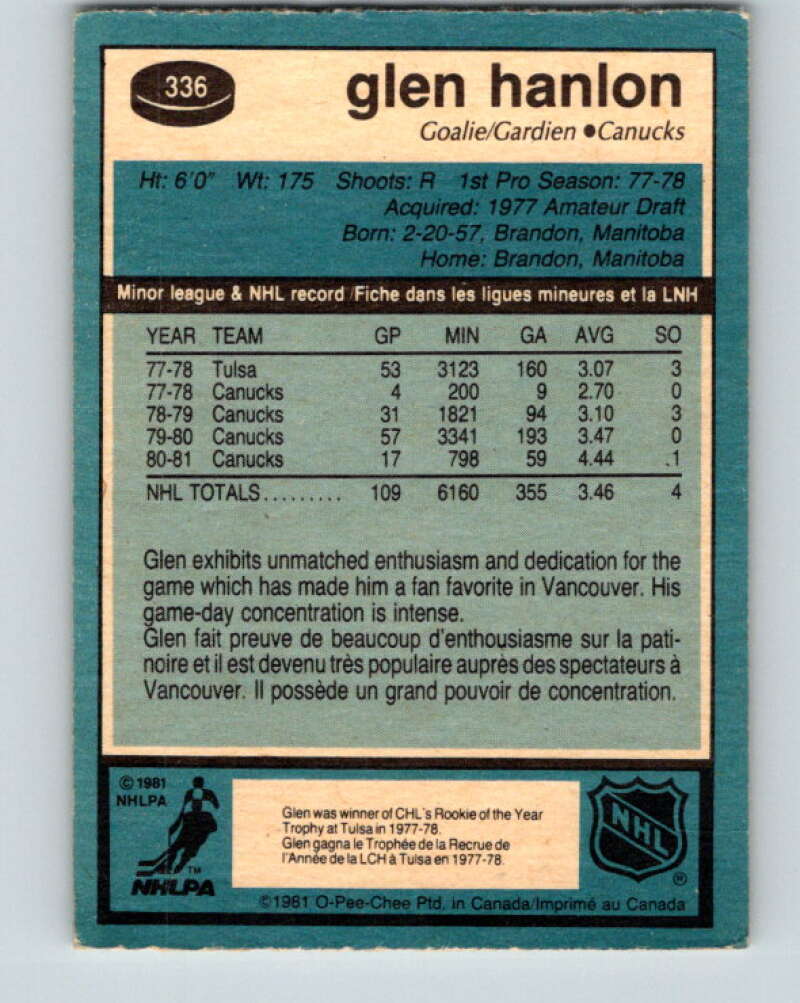 336
glen hanlon
Goalie/Gardien ●Canucks
Ht: 6'0" Wt: 175 Shoots: R 1st Pro Season: 77-78
Acquired: 1977 Amateur Draft
Born: 2-20-57, Brandon, Manitoba
Home: Brandon, Manitoba
Minor league & NHL record /Fiche dans les ligues mineures et la LNH
YEAR TEAM GP MIN GA AVG SO
77-78 Tulsa 53 3123 160 3.07 3
77-78 Canucks 4 200 9 2.70 0
78-79 Canucks 31 1821 94 3.10 3
79-80 Canucks 57 3341 193 3.47 0
80-81 Canucks 17 798 59 4.44 .1
NHL TOTALS......... 109 6160 355 3.46 4
Glen exhibits unmatched enthusiasm and dedication for the
game which has made him a fan favorite in Vancouver. His
game-day concentration is intense.
Glen fait preuve de beaucoup d'enthousiasme sur la pati-
noire et il est devenu très populaire auprès des spectateurs à
Vancouver. Il possède un grand pouvoir de concentration.
©1981
NHLPA
Glen was winner of CHL's Rookie of the Year
Trophy at Tulsa in 1977-78.
Glen gagna le Trophée de la Recrue de
l'Année de la LCH à Tulsa en 1977-78.
NHL
®
TM
NHLPA
©1981 O-Pee-Chee Ptd. in Canada/Imprimé au Canada